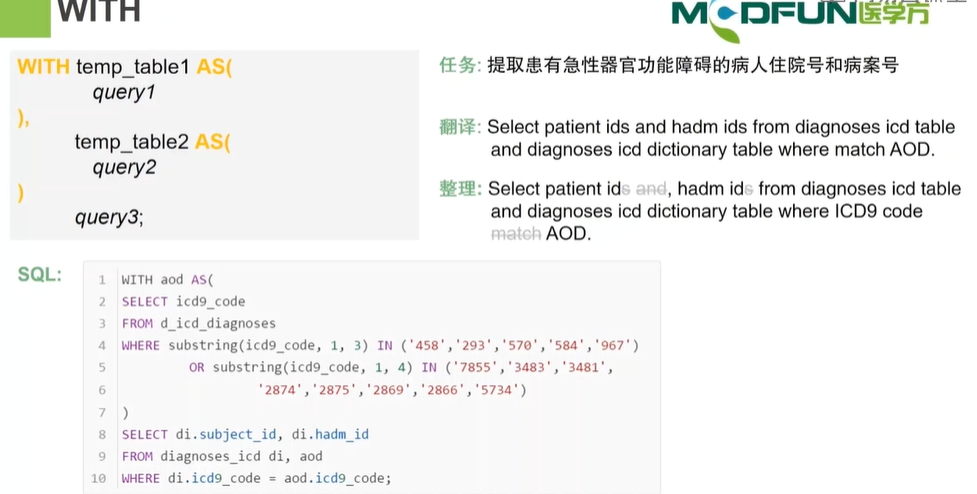 WITH
MEDFUN医学方
WITH temp_table1 AS(
query1
),
temp_table2 AS(
query2
)
query3;
任务: 提取患有急性器官功能障碍的病人住院号和病案号
翻译: Select patient ids and hadm ids from diagnoses icd table
and diagnoses icd dictionary table where match AOD.
整理: Select patient ids and, hadm ids from diagnoses icd table
and diagnoses icd dictionary table where ICD9 code
match AOD.
SQL:
1 WITH aod AS(
2 SELECT icd9_code
3 FROM d_icd_diagnoses
4 WHERE substring(icd9_code, 1, 3) IN ('458','293','570','584','967')
5 OR substring(icd9_code, 1, 4) IN ('7855','3483','3481',
6 '2874','2875','2869','2866','5734')
7 )
8 SELECT di.subject_id, di.hadm_id
9 FROM diagnoses_icd di, aod
10 WHERE di.icd9_code = aod.icd9_code;